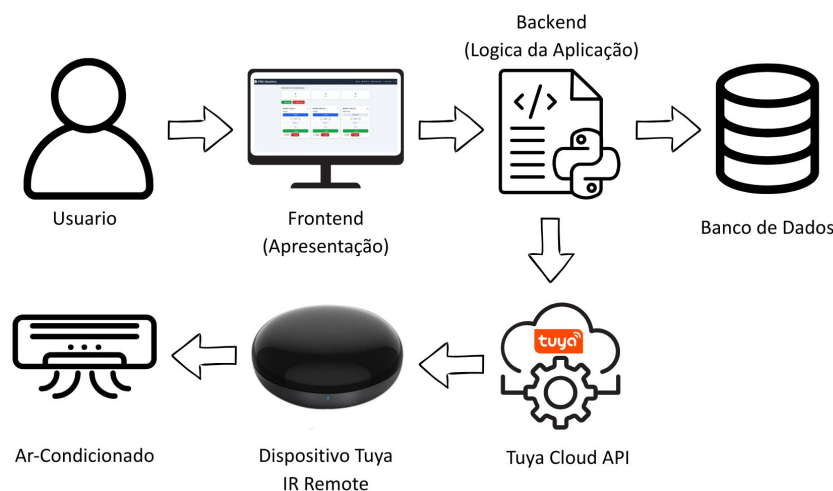 Backend
(Logica da Aplicação)
</>
Usuario
Frontend
(Apresentação)
Banco de Dados
tuya
Ar-Condicionado
Dispositivo Tuya
IR Remote
Tuya Cloud API